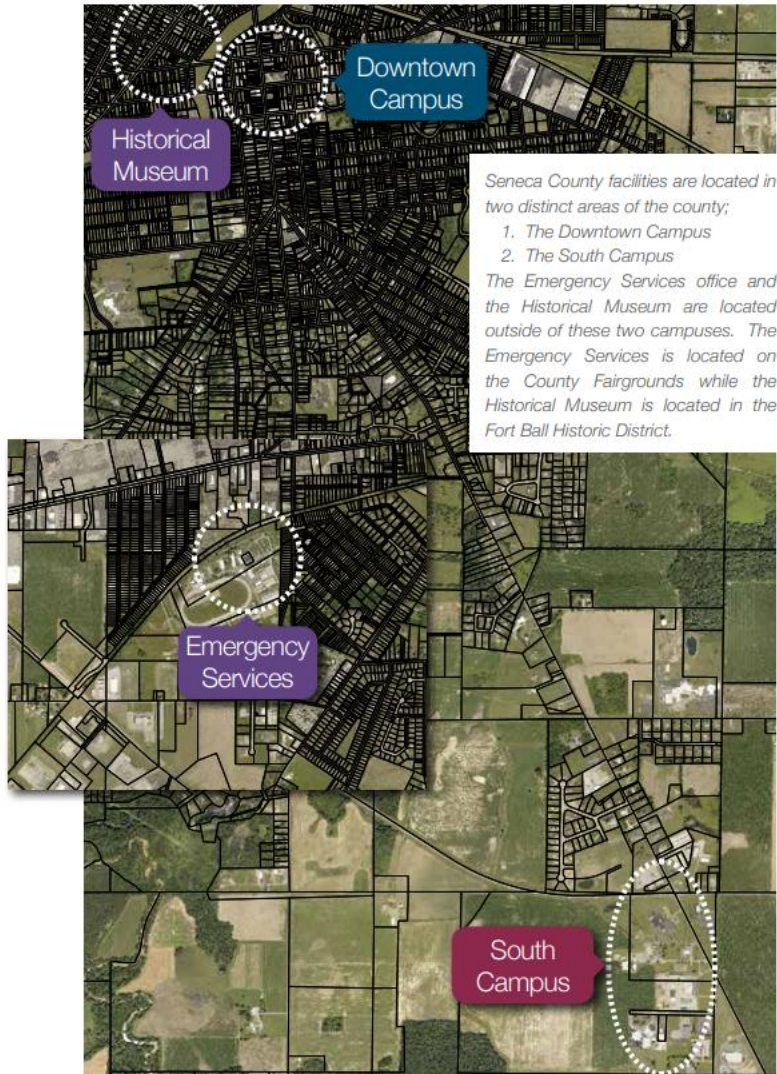 Downtown
Campus
Historical
Museum
Seneca County facilities are located in
two distinct areas of the county;
1. The Downtown Campus
2. The South Campus
The Emergency Services office and
the Historical Museum are located
outside of these two campuses. The
Emergency Services is located on
the County Fairgrounds while the
Historical Museum is located in the
Fort Ball Historic District.
Emergency
Services
South
Campus